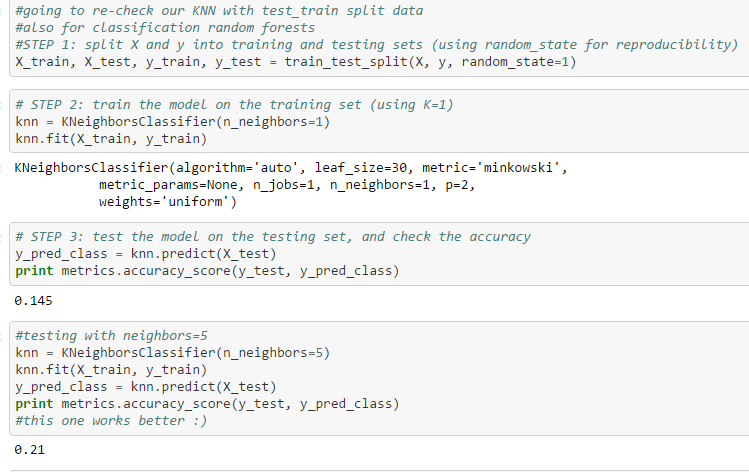 #going to re-check our KNN with test_train split data
#also for classification random forests
#STEP 1: split X and y into training and testing sets (using random_state for reproducibility)
X_train, X_test, y_train, y_test = train_test_split(X, y, random_state=1)
# STEP 2: train the model on the training set (using K=1)
knn = KNeighborsClassifier(n_neighbors=1)
knn.fit(X_train, y_train)
KNeighborsClassifier(algorithm='auto', leaf_size=30, metric='minkowski',
metric_params=None, n_jobs=1, n_neighbors=1, p=2,
weights='uniform')
# STEP 3: test the model on the testing set, and check the accuracy
y_pred_class = knn.predict(X_test)
print metrics.accuracy_score(y_test, y_pred_class)
0.145
#testing with neighbors=5
knn = KNeighborsClassifier(n_neighbors=5)
knn.fit(X_train, y_train)
y_pred_class = knn.predict(X_test)
print metrics.accuracy_score(y_test, y_pred_class)
#this one works better :)
0.21